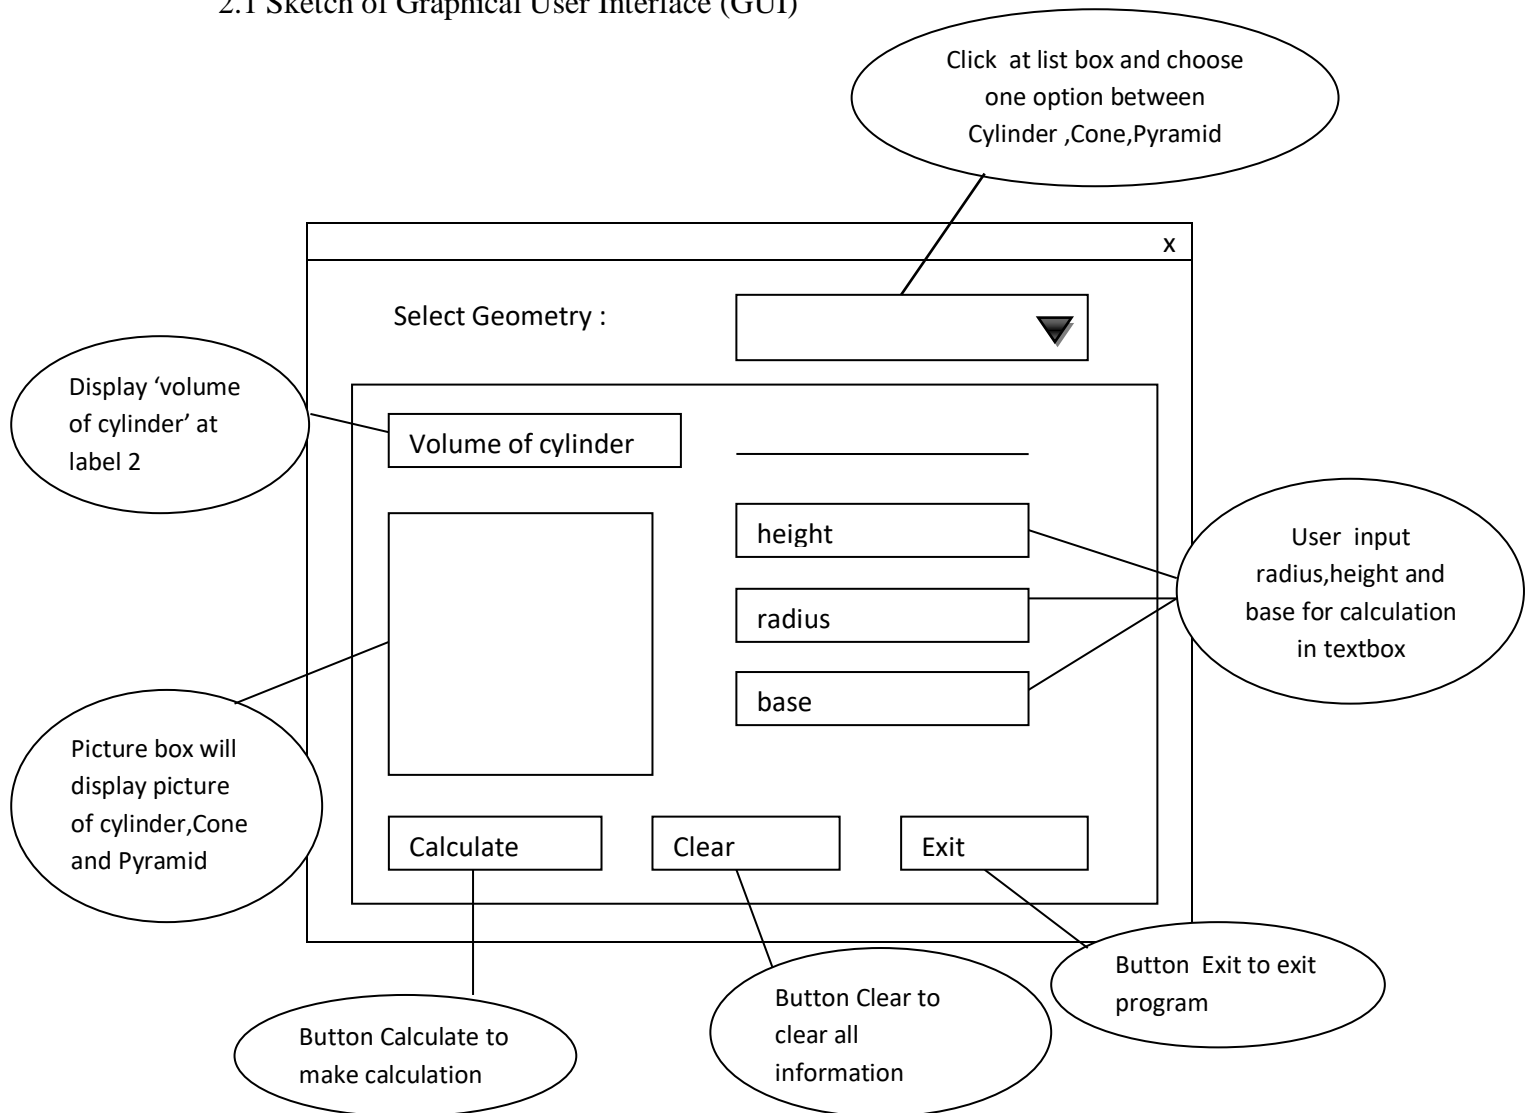 2.1 Sketch of Graphical User Interface (GUI)
Click at list box and choose
one option between
Cylinder ,Cone,Pyramid
x
Select Geometry :
Display ‘volume
of cylinder’ at
label 2
Volume of cylinder
height
radius
base
User input
radius,height and
base for calculation
in textbox
Picture box will
display picture
of cylinder,Cone
and Pyramid
Calculate
Clear
Exit
Button Calculate to
make calculation
Button Clear to
clear all
information
Button Exit to exit
program